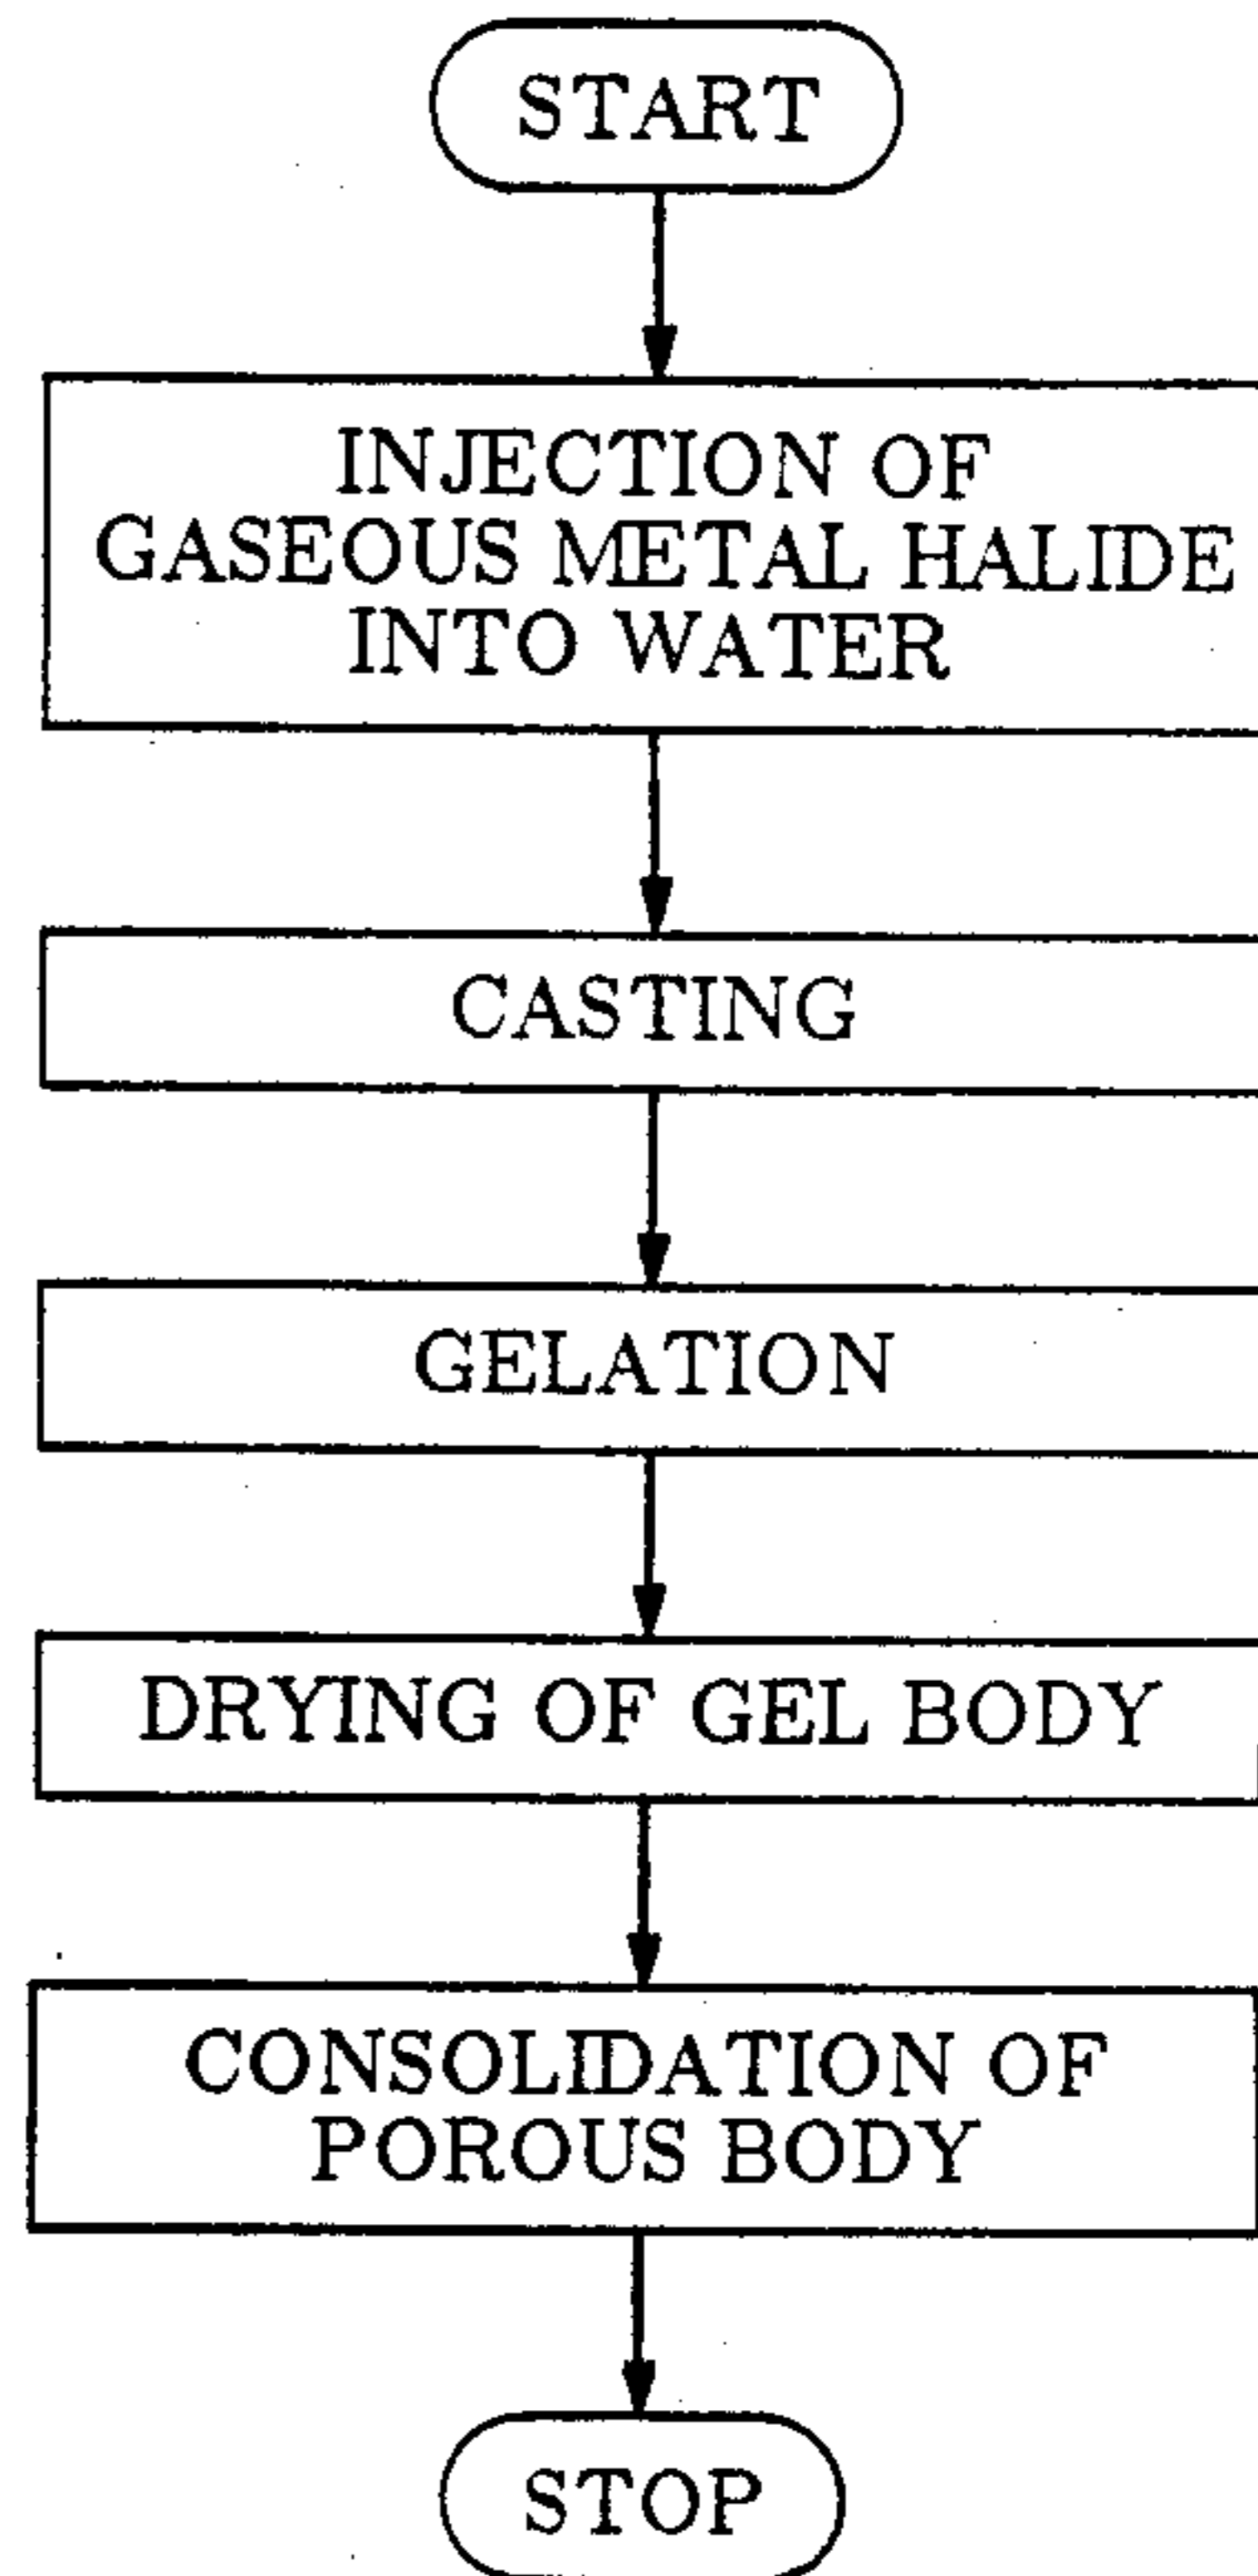 START
INJECTION OF
GASEOUS METAL HALIDE
INTO WATER
CASTING
GELATION
DRYING OF GEL BODY
CONSOLIDATION OF
POROUS BODY
STOP